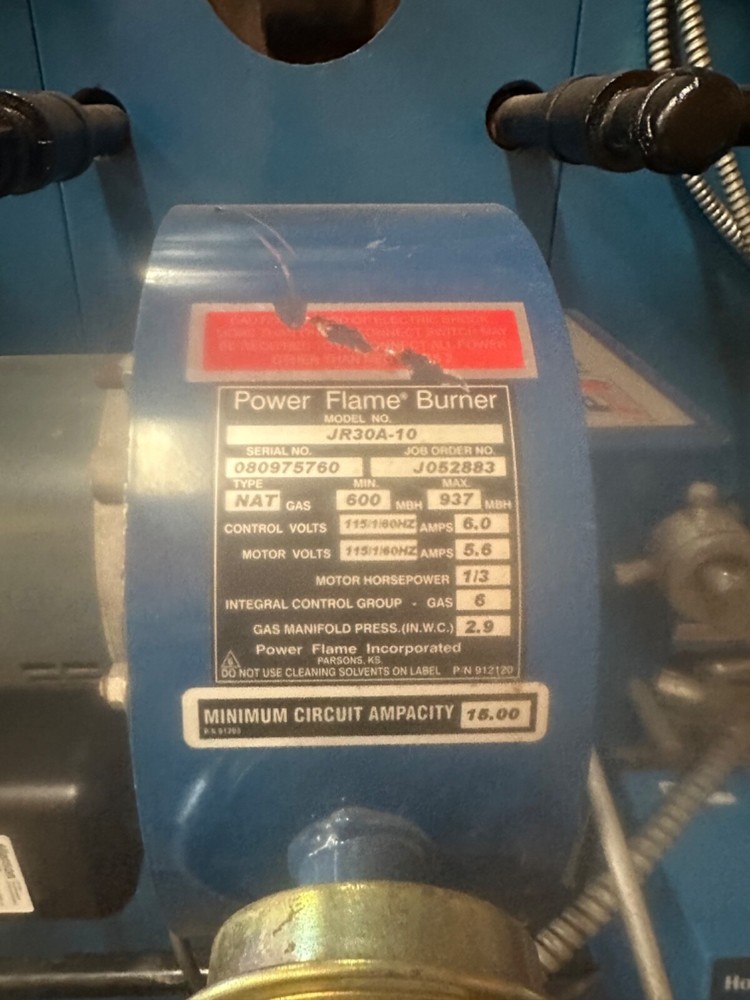 Power Flame® Burner
MODEL NO.
JR30A-10
SERIAL NO. JOB ORDER NO.
080975760 J052883
TYPE MIN. MAX.
NAT GAS 600 MBH 937 MBH
CONTROL VOLTS 115/1/60HZ AMPS 6.0
MOTOR VOLTS 115/1/60HZ AMPS 5.6
MOTOR HORSEPOWER 1/3
INTEGRAL CONTROL GROUP - GAS 6
GAS MANIFOLD PRESS.(IN.W.C.) 2.9
Power Flame Incorporated
PARSONS, KS.
DO NOT USE CLEANING SOLVENTS ON LABEL P/N 912120
MINIMUM CIRCUIT AMPACITY 15.00